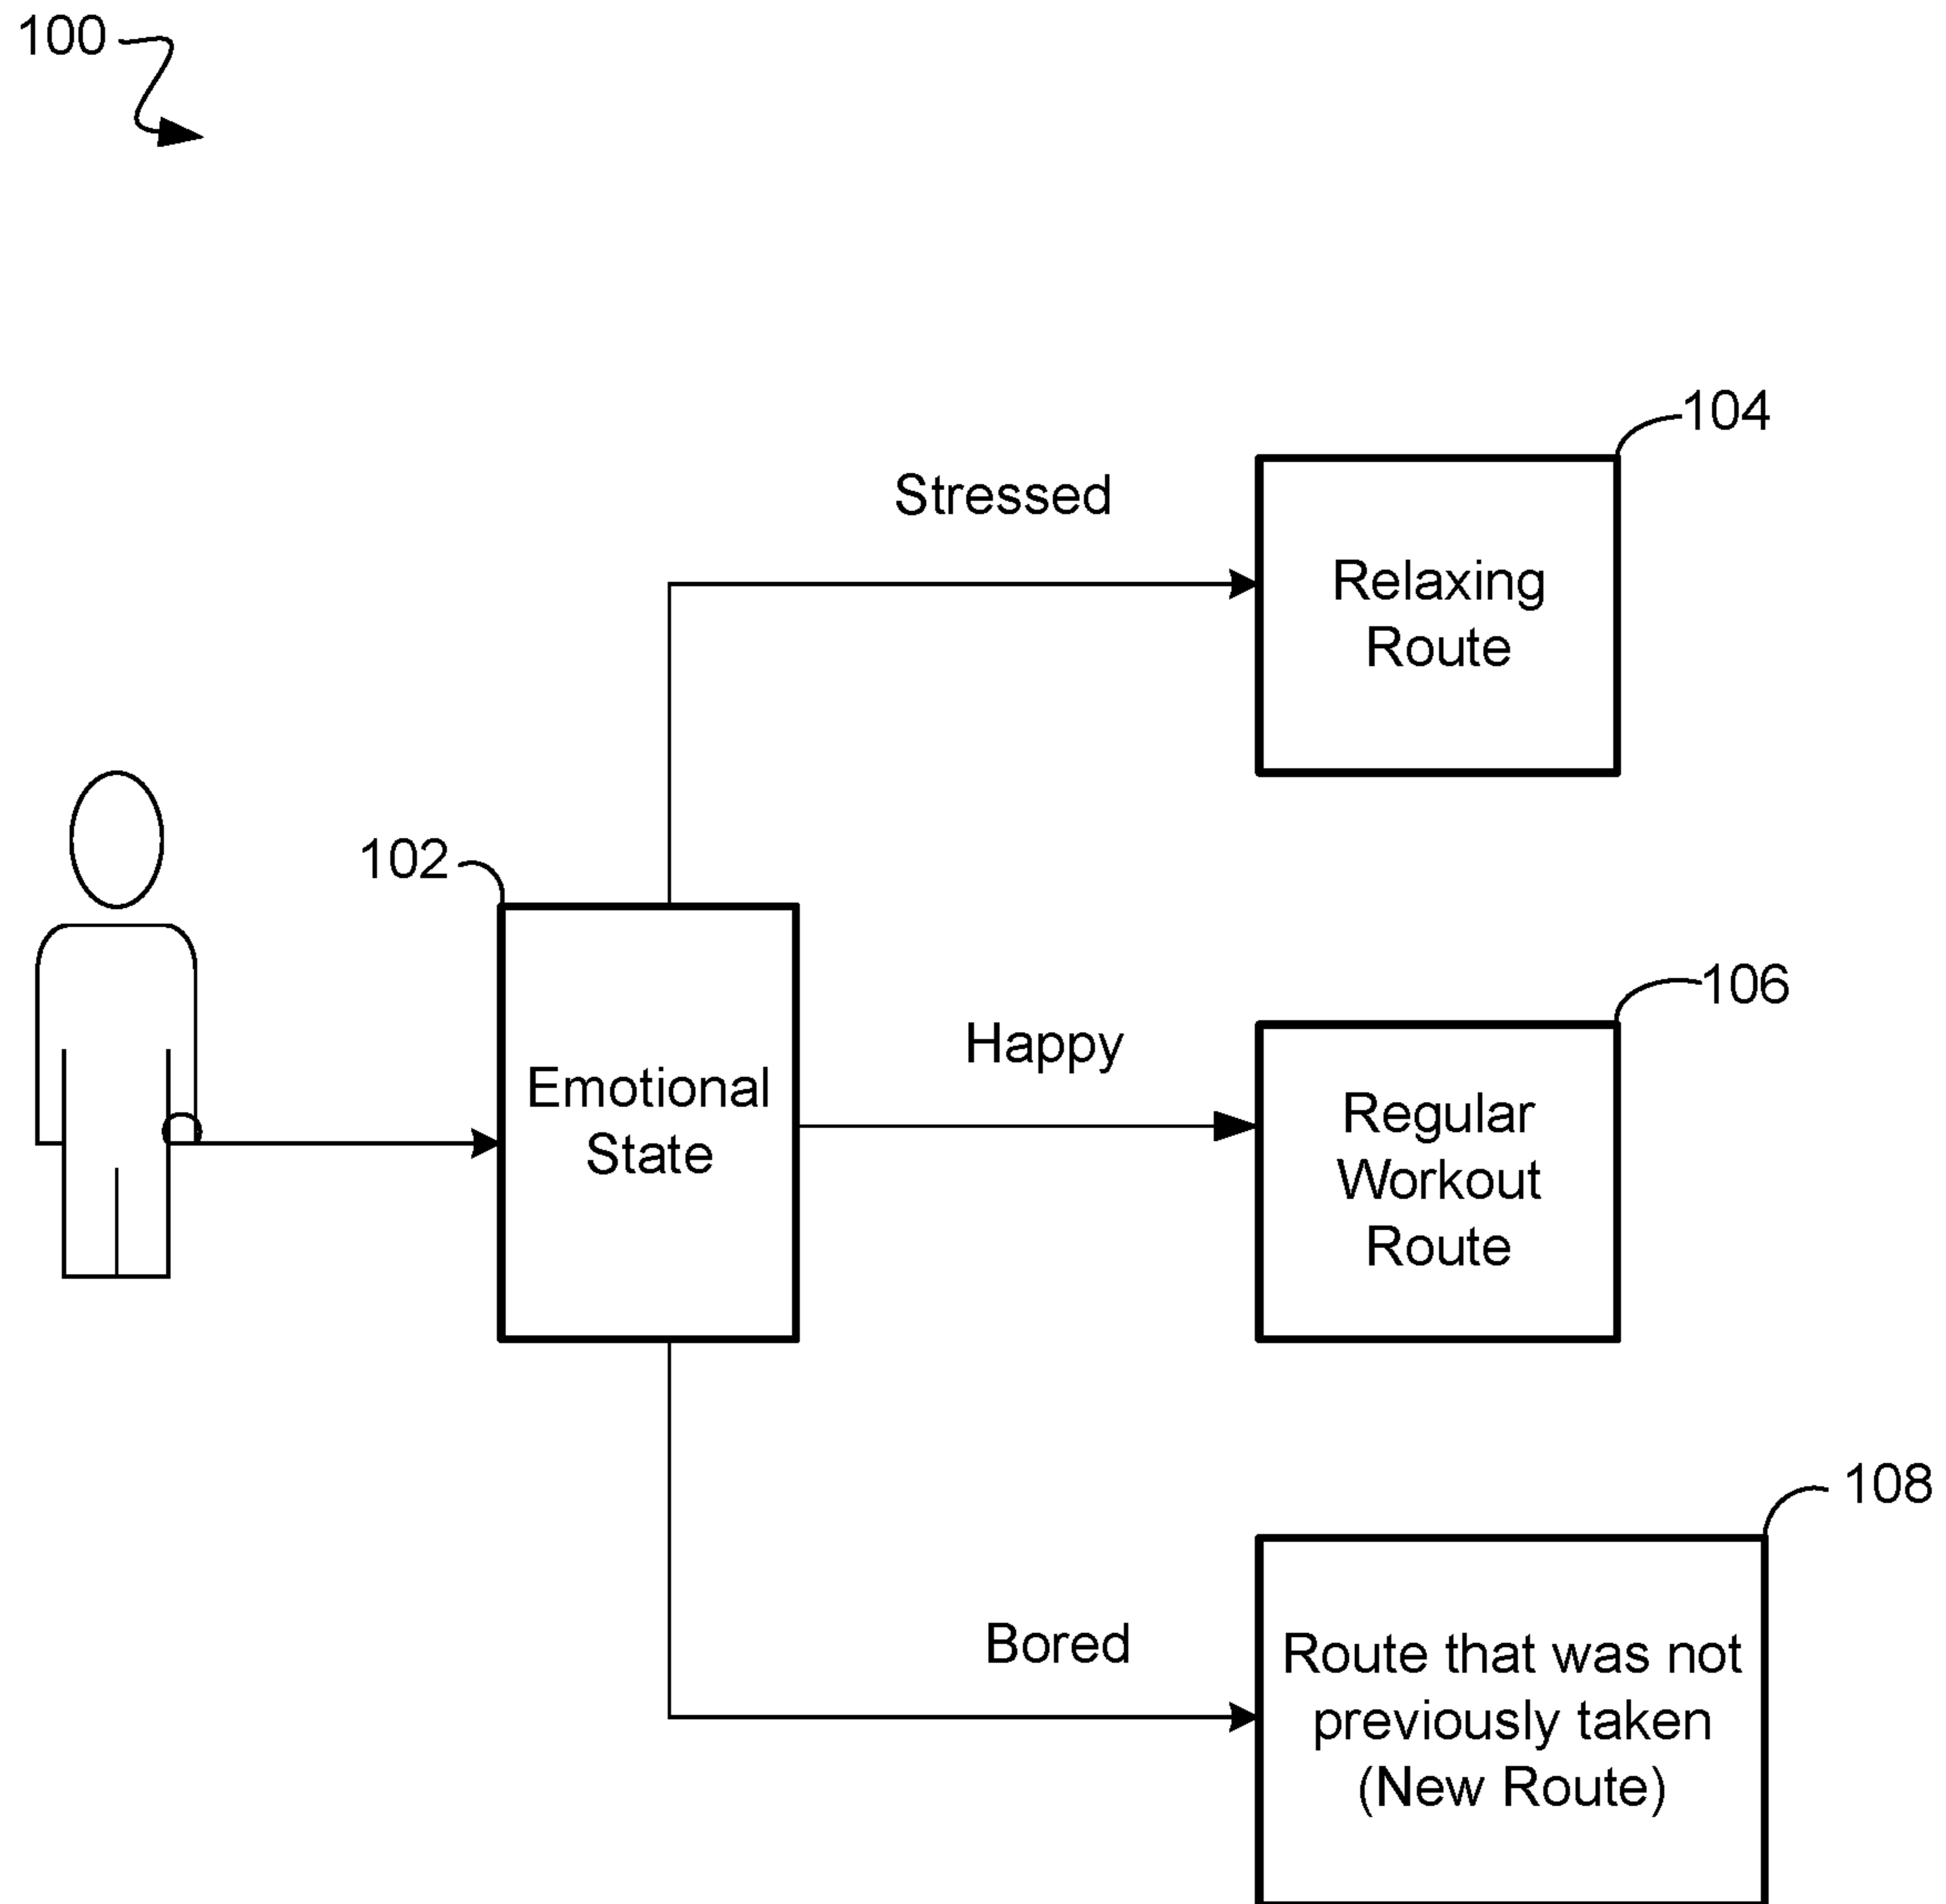 100
104
Stressed
Relaxing
Route
102
106
Happy
Emotional
State
Regular
Workout
Route
108
Bored
Route that was not
previously taken
(New Route)